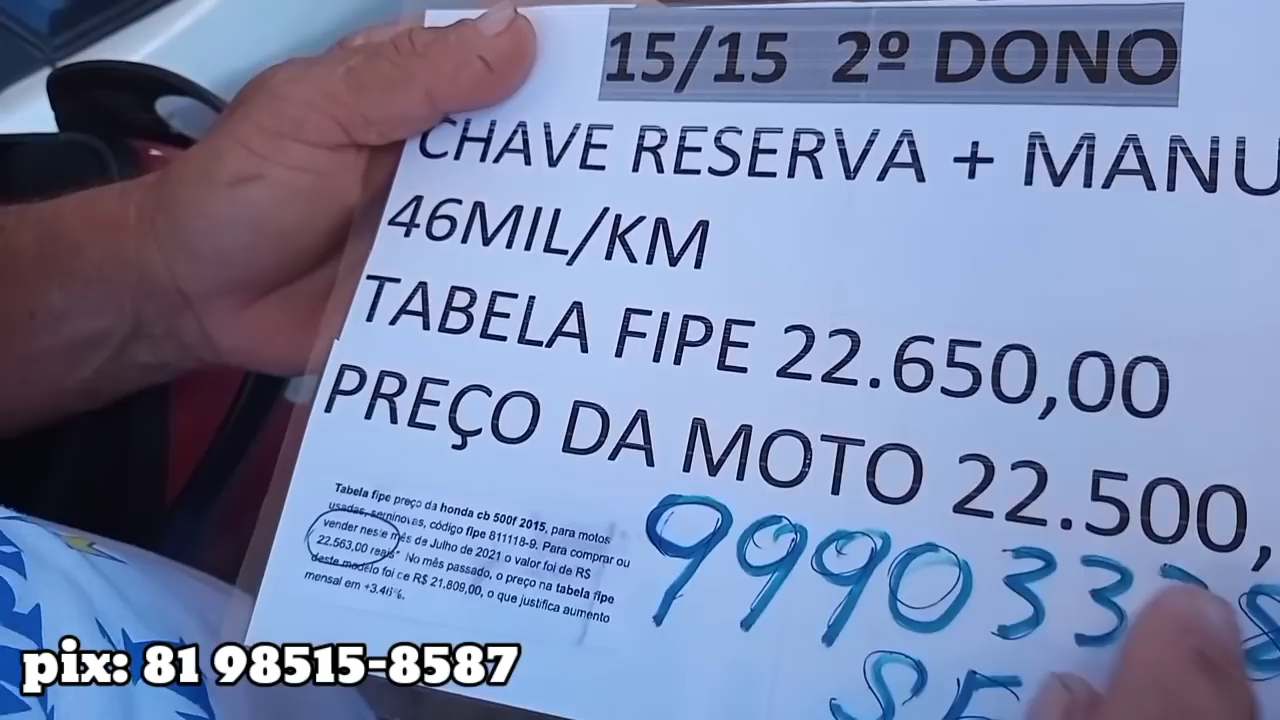 15/15 2º DONO
CHAVE RESERVA + MANU
46MIL/KM
TABELA FIPE 22.650,00
PREÇO DA MOTO 22.500,
Tabela fipe preço da honda cb 500f 2015, para motos
usadas, seminovas, código fipe 811118-9. Para comprar ou
vender neste mês de Julho de 2021 o valor foi de R$
22.563,00 reais* No mês passado, o preço na tabela fipe
deste modelo foi de R$ 21.809,00, o que justifica aumento
mensal em +3.46%.
999033
pix: 81 98515-8587